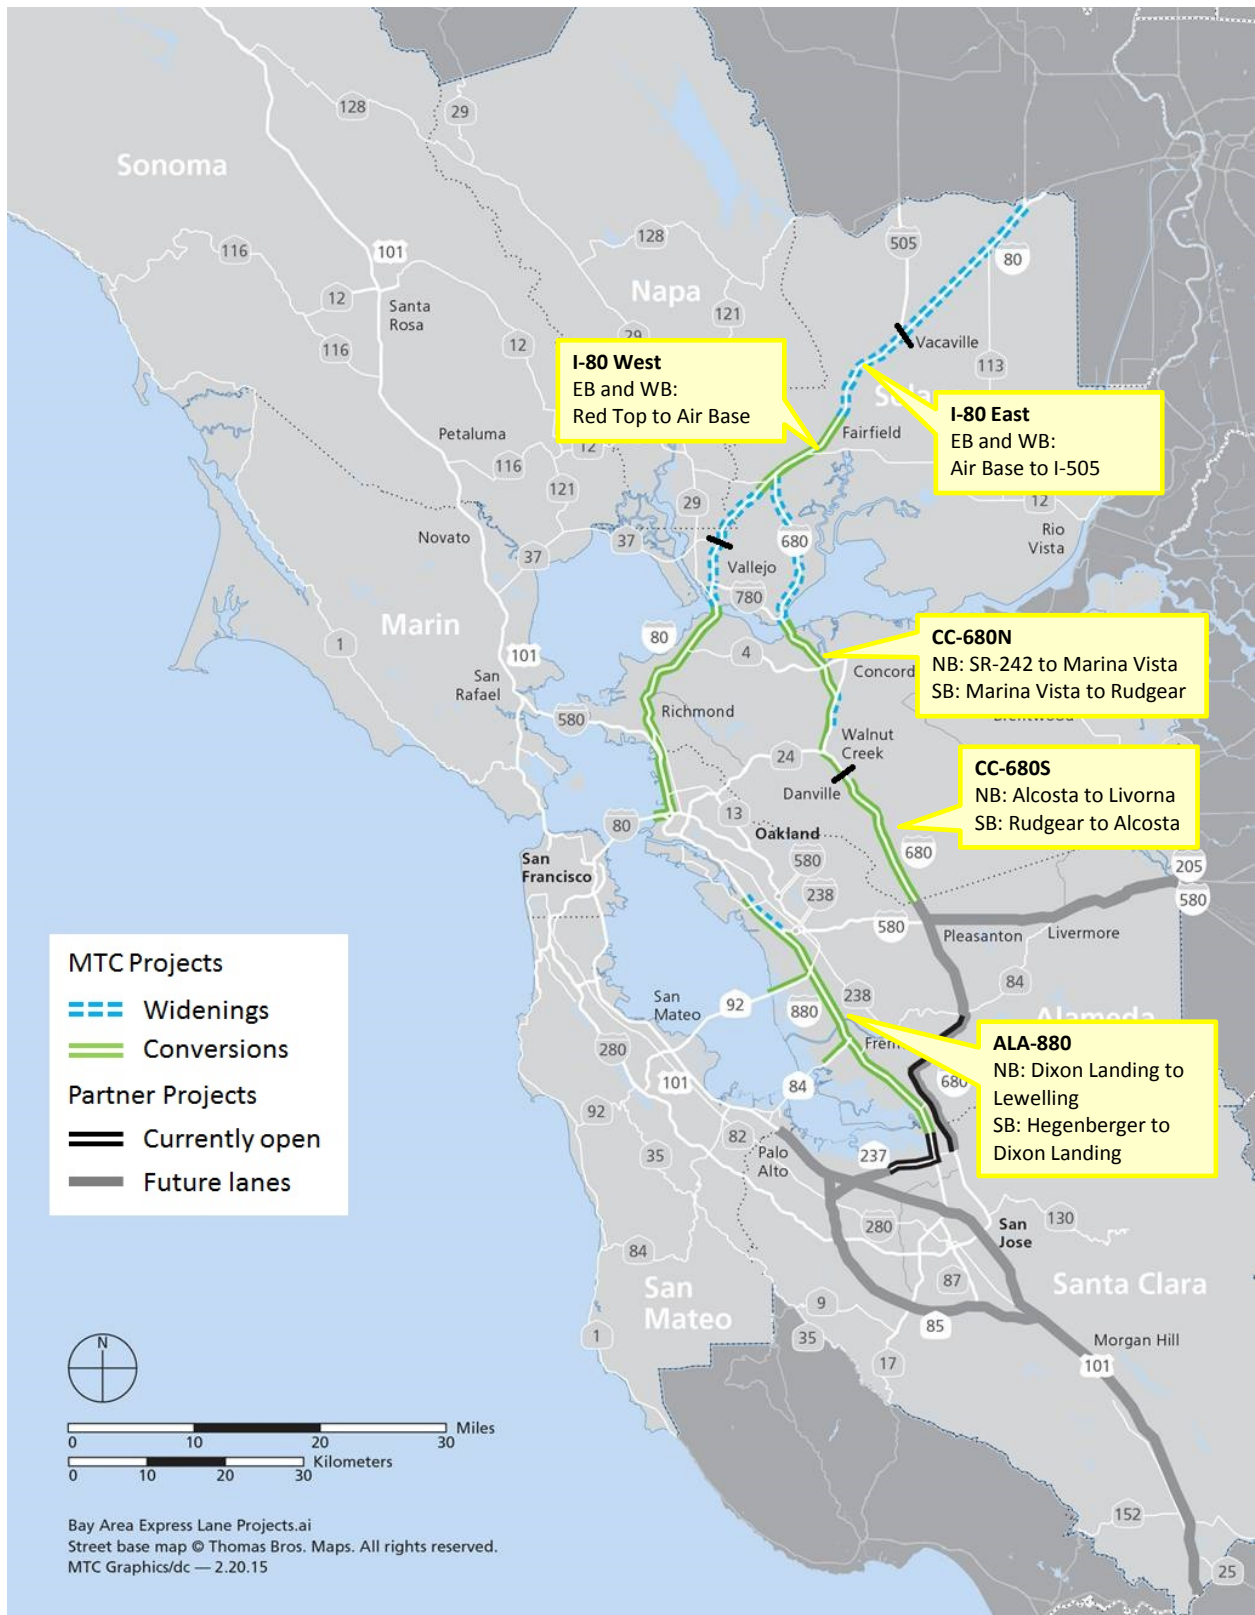 128
29
Sonoma
116
101
128
505
80
Napa
12
Santa
Rosa
121
116
12
29
Vacaville
113
I-80 West
EB and WB:
Red Top to Air Base
I-80 East
EB and WB:
Air Base to I-505
Petaluma
116
12
Fairfield
121
29
12
Rio
Vista
Novato
37
37
680
Vallejo
780
Marin
1
101
80
4
Concord
CC-680N
NB: SR-242 to Marina Vista
SB: Marina Vista to Rudgear
San
Rafael
580
Richmond
Walnut
Creek
24
Danville
CC-680S
NB: Alcosta to Livorna
SB: Rudgear to Alcosta
80
13
Oakland
San
Francisco
580
238
680
205
580
580
Pleasanton
Livermore
84
MTC Projects
Widenings
Conversions
Partner Projects
Currently open
Future lanes
San
Mateo
92
880
238
Alameda
280
101
84
680
ALA-880
NB: Dixon Landing to
Lewelling
SB: Hegenberger to
Dixon Landing
92
35
82
Palo
Alto
237
280
San
Jose
130
84
San
Mateo
87
Santa Clara
9
85
1
35
17
Morgan Hill
101
N
Miles
0 10 20 30
Kilometers
0 10 20 30
152
25
Bay Area Express Lane Projects.ai
Street base map © Thomas Bros. Maps. All rights reserved.
MTC Graphics/dc — 2.20.15